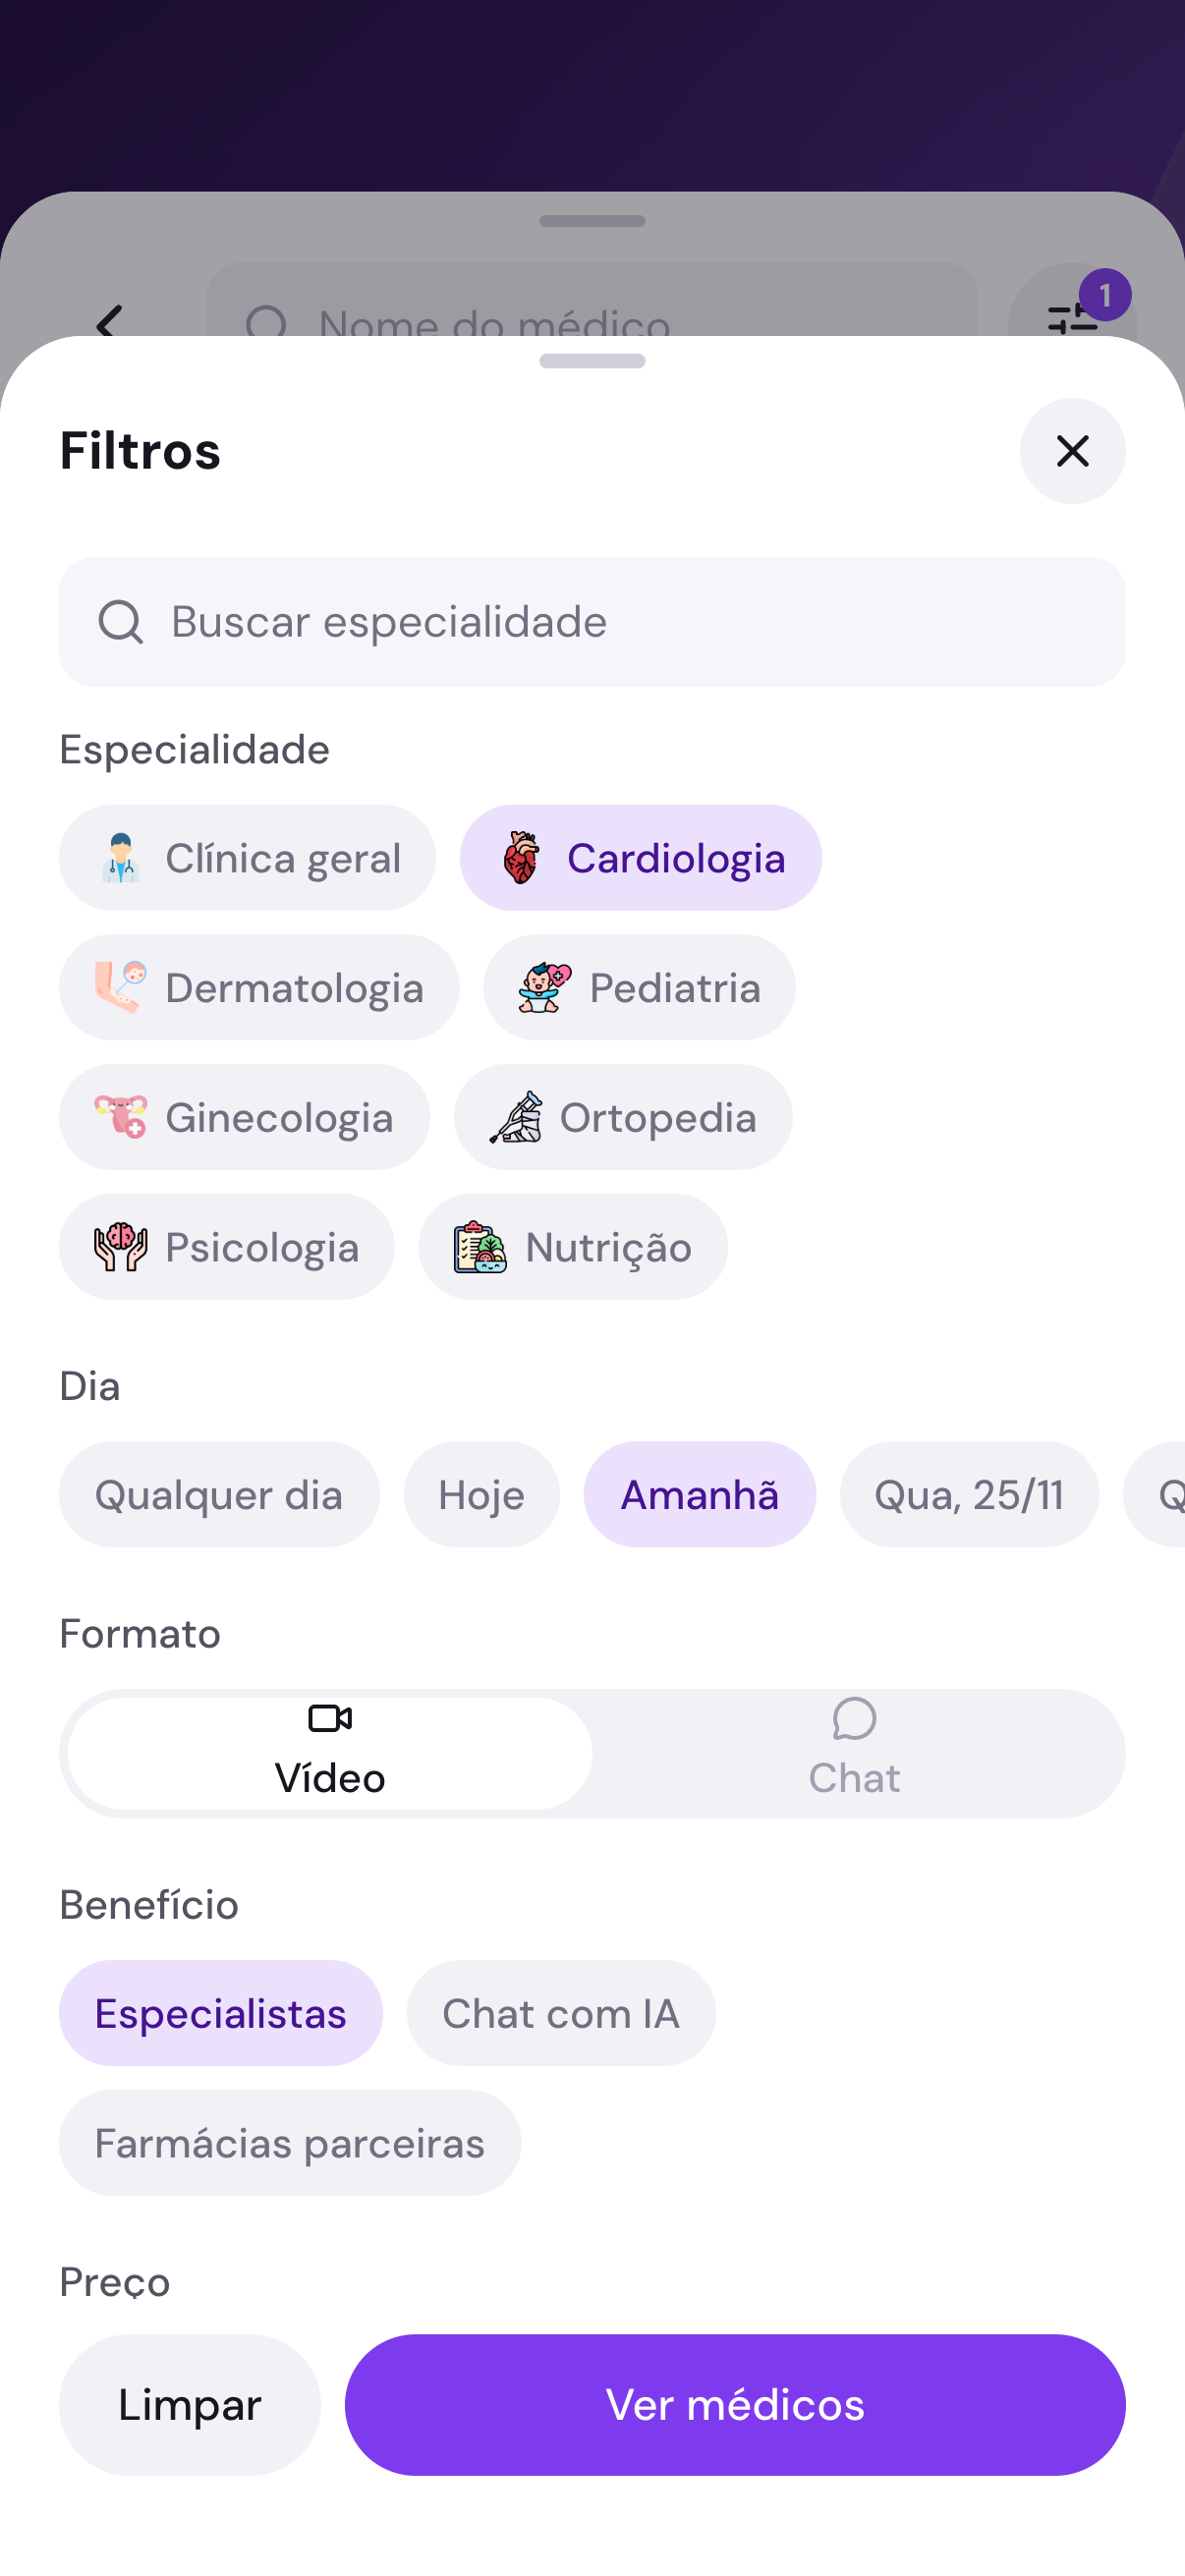 Nome do médico
1
Filtros
Buscar especialidade
Especialidade
Clínica geral
Cardiologia
Dermatologia
Pediatria
Ginecologia
Ortopedia
Psicologia
Nutrição
Dia
Qualquer dia
Hoje
Amanhã
Qua, 25/11
Formato
Vídeo
Chat
Benefício
Especialistas
Chat com IA
Farmácias parceiras
Preço
Limpar
Ver médicos